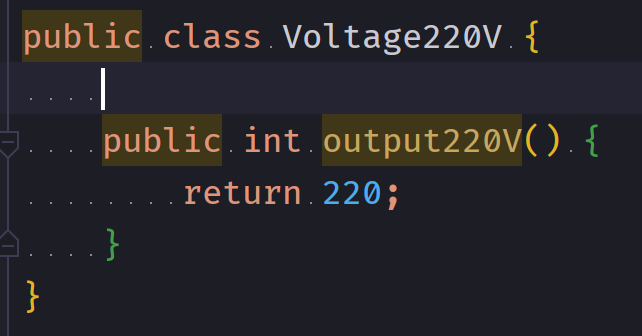 public class Voltage220V {
public int output220V() {
return 220;
}
}